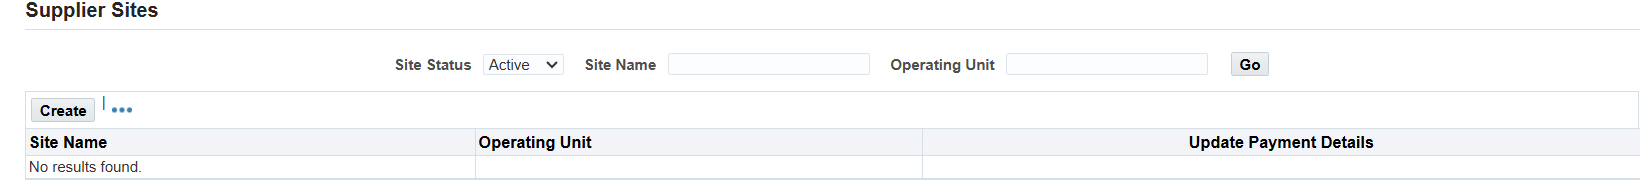 Supplier Sites
Site Status Active Site Name Operating Unit Go
Create
Site Name Operating Unit Update Payment Details
No results found.